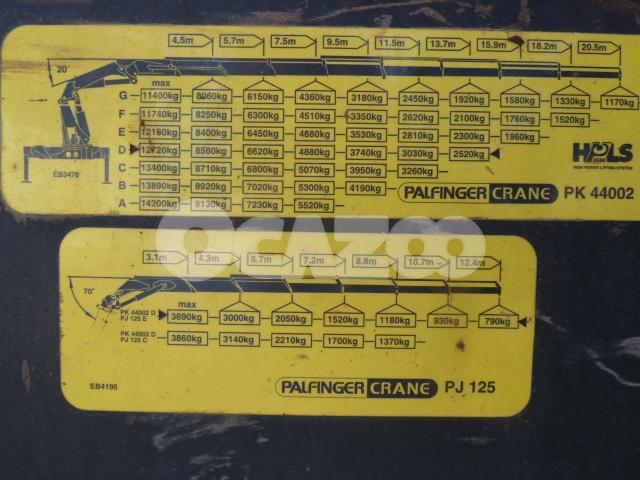 4.5m 5.7m 7.5m 9.5m 11.5m 13.7m 15.9m 18.2m 20.5m
20°
max
G 11400kg 8060kg 6150kg 4360kg 3180kg 2450kg 1920kg 1580kg 1330kg 1170kg
F 11740kg 8250kg 6300kg 4510kg 3350kg 2620kg 2100kg 1760kg 1520kg
E 12180kg 8400kg 6450kg 4680kg 3530kg 2810kg 2300kg 1960kg
D 12720kg 8560kg 6620kg 4880kg 3740kg 3030kg 2520kg
C 13400kg 8710kg 6800kg 5070kg 3950kg 3260kg
B 13890kg 8920kg 7020kg 5300kg 4190kg
A 14200kg 9130kg 7230kg 5520kg
EB3470
HPLS
HIGH POWER LIFTING SYSTEM
PALFINGER CRANE PK 44002
OCAZOO
3.1m 4.3m 5.7m 7.2m 8.8m 10.7m 12.4m
70°
max
PK 44002 D
PJ 125 E
3690kg 3000kg 2050kg 1520kg 1180kg 930kg 790kg
PK 44002 D
PJ 125 C
3860kg 3140kg 2210kg 1700kg 1370kg
EB4195
PALFINGER CRANE PJ 125